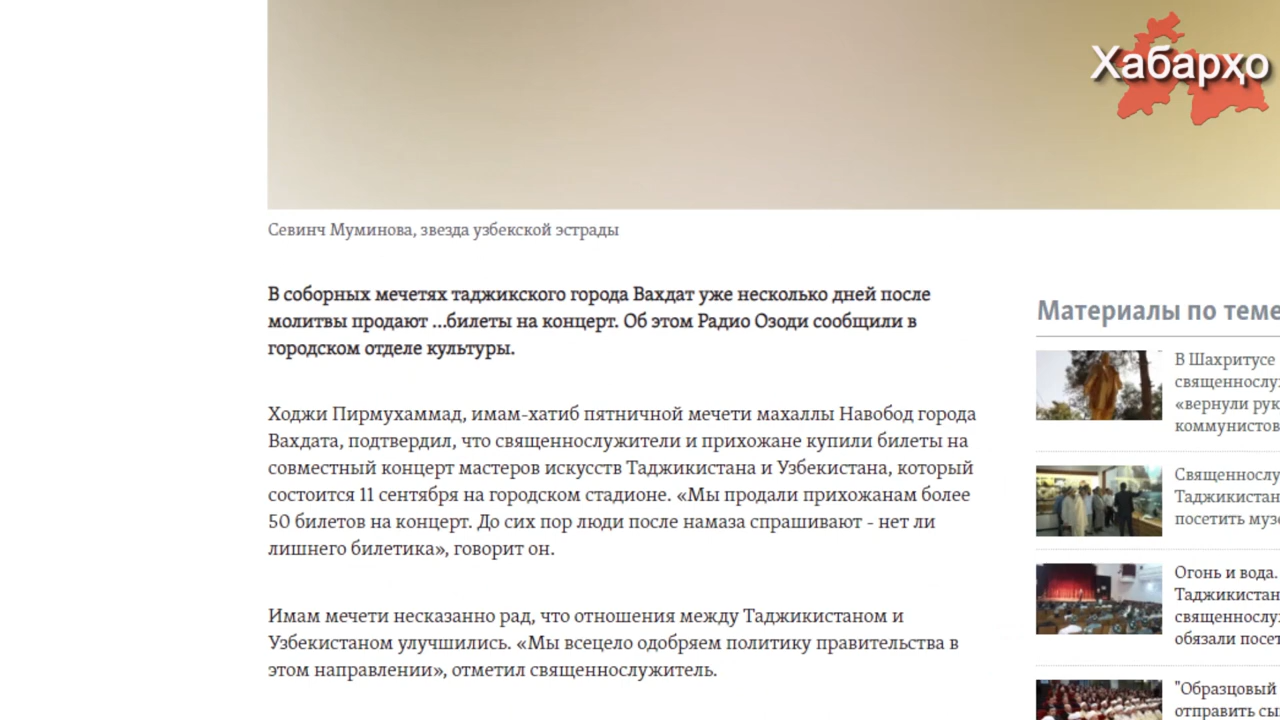 Хабарҳо
Севинч Муминова, звезда узбекской эстрады
В соборных мечетях таджикского города Вахдат уже несколько дней после
молитвы продают ...билеты на концерт. Об этом Радио Озоди сообщили в
городском отделе культуры.
Ходжи Пирмухаммад, имам-хатиб пятничной мечети махаллы Навобод города
Вахдата, подтвердил, что священнослужители и прихожане купили билеты на
совместный концерт мастеров искусств Таджикистана и Узбекистана, который
состоится 11 сентября на городском стадионе. «Мы продали прихожанам более
50 билетов на концерт. До сих пор люди после намаза спрашивают - нет ли
лишнего билетика», говорит он.
Имам мечети несказанно рад, что отношения между Таджикистаном и
Узбекистаном улучшились. «Мы всецело одобряем политику правительства в
этом направлении», отметил священнослужитель.
Материалы по теме
В Шахритусе
священнослу
«вернули рук
коммунистов
Священнослу
Таджикистан
посетить музе
Огонь и вода.
Таджикистан
священнослу
обязали посет
"Образцовый
отправить сы